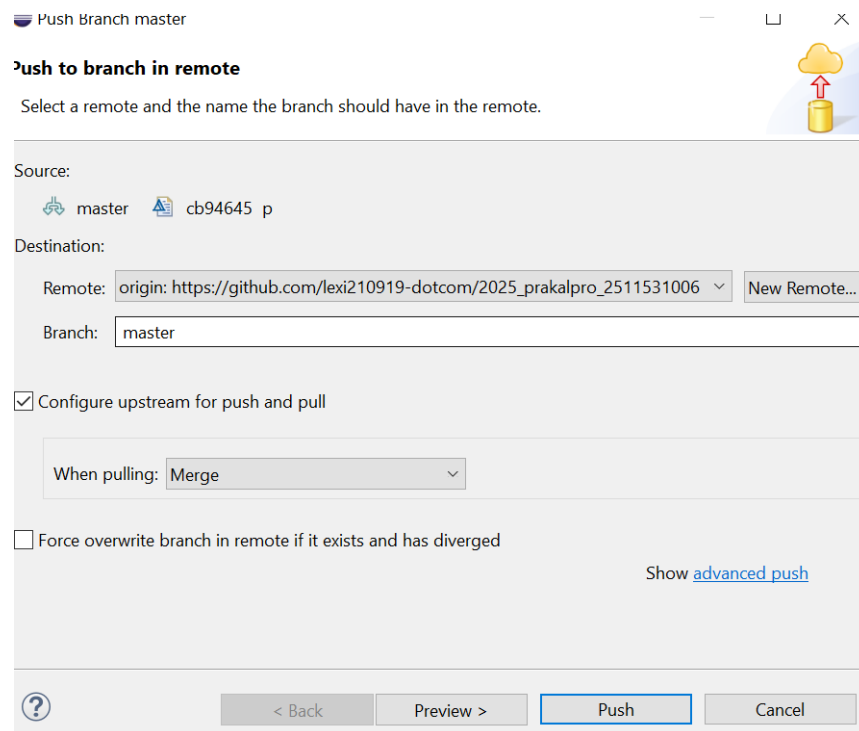 Push Branch master
Push to branch in remote
Select a remote and the name the branch should have in the remote.
Source:
master cb94645 p
Destination:
Remote: origin: https://github.com/lexi210919-dotcom/2025_prakalpro_2511531006 New Remote...
Branch: master
Configure upstream for push and pull
When pulling: Merge
Force overwrite branch in remote if it exists and has diverged
Show advanced push
? < Back Preview > Push Cancel